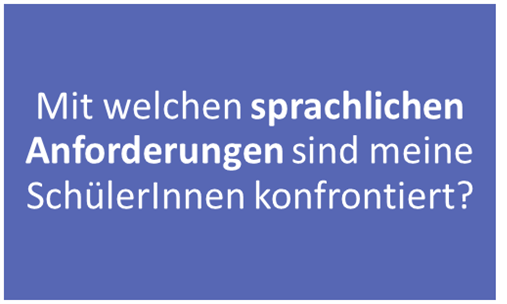 Mit welchen sprachlichen
Anforderungen sind meine
SchülerInnen konfrontiert?